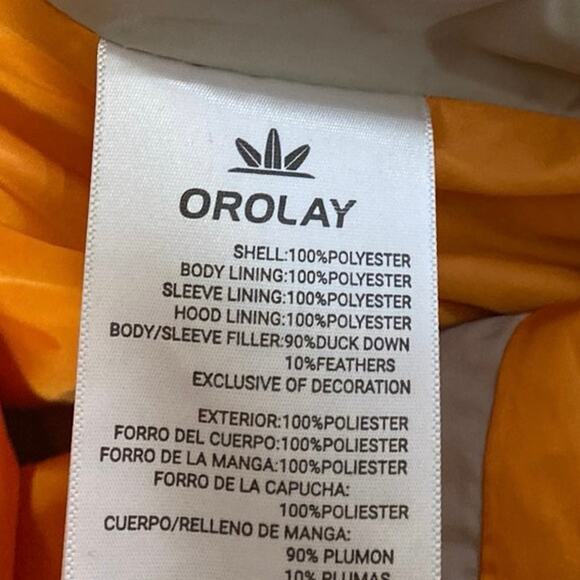 OROLAY
SHELL:100%POLYESTER
BODY LINING:100%POLYESTER
SLEEVE LINING:100%POLYESTER
HOOD LINING:100%POLYESTER
BODY/SLEEVE FILLER:90%DUCK DOWN
10%FEATHERS
EXCLUSIVE OF DECORATION
EXTERIOR:100%POLIESTER
FORRO DEL CUERPO:100%POLIESTER
FORRO DE LA MANGA:100%POLIESTER
FORRO DE LA CAPUCHA:
100%POLIESTER
CUERPO/RELLENO DE MANGA:
90% PLUMON
10% PLUMAS